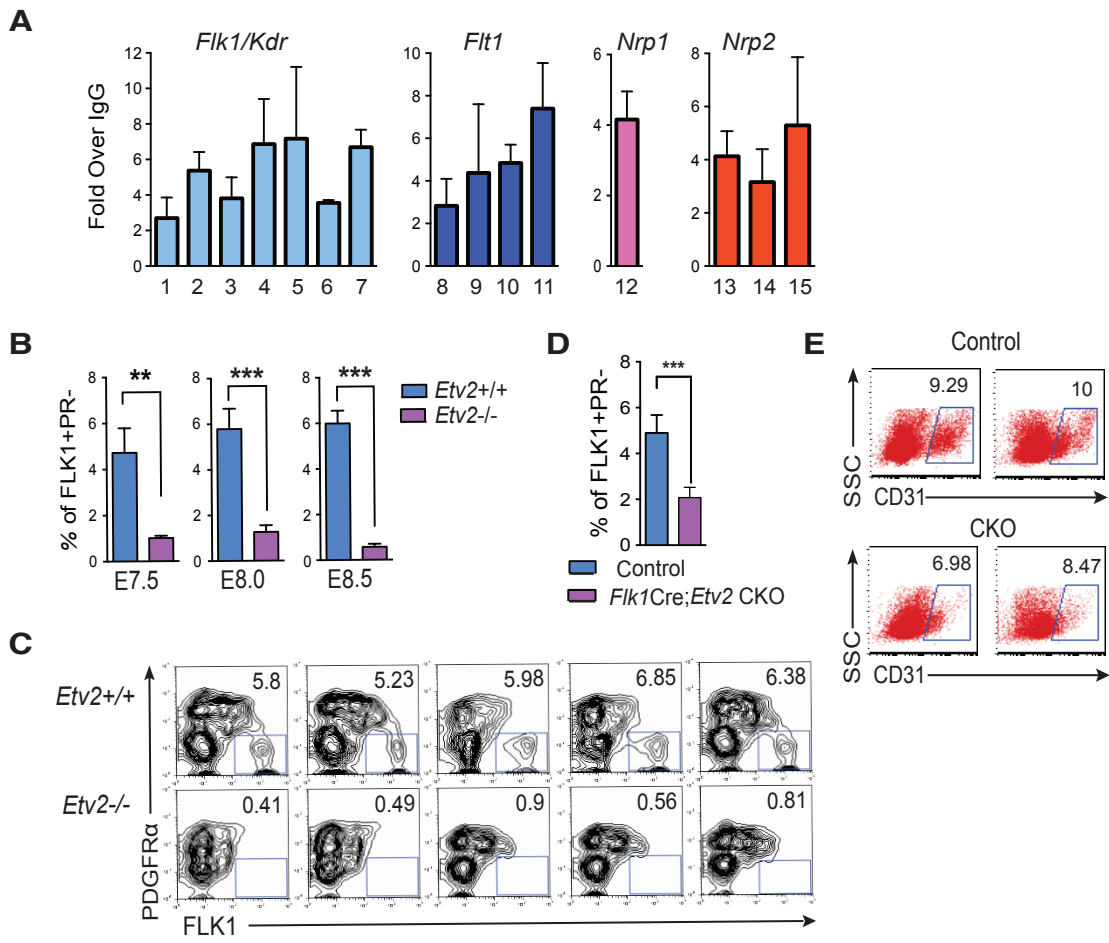 A
Flk1/Kdr
Flt1
Nrp1
Nrp2
Fold Over IgG
12
10
8
6
4
2
0
1 2 3 4 5 6 7
10
8
6
4
2
0
8 9 10 11
6
4
2
0
12
8
6
4
2
0
13 14 15
B
% of FLK1+PR-
8
6
4
2
0
**
E7.5
8
6
4
2
0
***
E8.0
8
6
4
2
0
***
E8.5
Etv2+/+
Etv2-/-
D
% of FLK1+PR-
8
6
4
2
0
***
Control
Flk1Cre;Etv2 CKO
E
Control
9.29
10
SSC
CD31
CKO
6.98
8.47
SSC
CD31
C
Etv2+/+
5.8 5.23 5.98 6.85 6.38
Etv2-/-
0.41 0.49 0.9 0.56 0.81
PDGFRα
FLK1